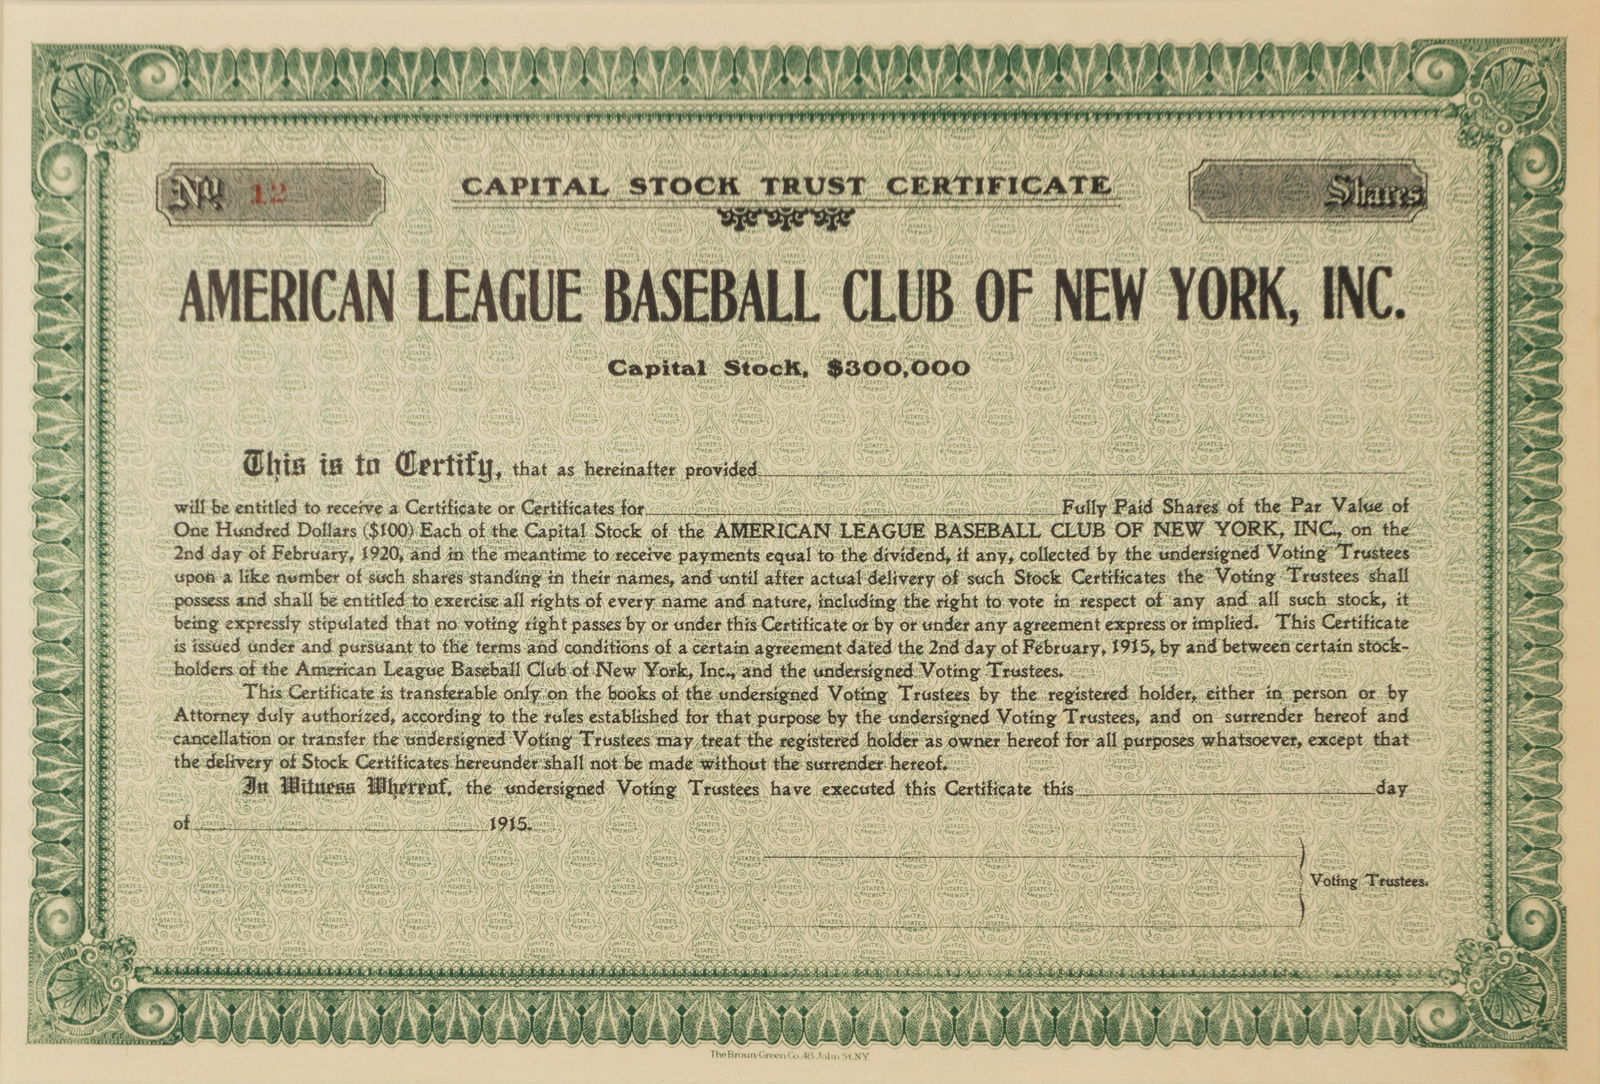 No. 12
CAPITAL STOCK TRUST CERTIFICATE
Shares
AMERICAN LEAGUE BASEBALL CLUB OF NEW YORK, INC.
Capital Stock, $300,000
This is to Certify, that as hereinafter provided
will be entitled to receive a Certificate or Certificates for Fully Paid Shares of the Par Value of
One Hundred Dollars ($100) Each of the Capital Stock of the AMERICAN LEAGUE BASEBALL CLUB OF NEW YORK, INC., on the
2nd day of February, 1920, and in the meantime to receive payments equal to the dividend, if any, collected by the undersigned Voting Trustees
upon a like number of such shares standing in their names, and until after actual delivery of such Stock Certificates the Voting Trustees shall
possess and shall be entitled to exercise all rights of every name and nature, including the right to vote in respect of any and all such stock, it
being expressly stipulated that no voting right passes by or under this Certificate or by or under any agreement express or implied. This Certificate
is issued under and pursuant to the terms and conditions of a certain agreement dated the 2nd day of February, 1915, by and between certain stock-
holders of the American League Baseball Club of New York, Inc., and the undersigned Voting Trustees.
This Certificate is transferable only on the books of the undersigned Voting Trustees by the registered holder, either in person or by
Attorney duly authorized, according to the rules established for that purpose by the undersigned Voting Trustees, and on surrender hereof and
cancellation or transfer the undersigned Voting Trustees may treat the registered holder as owner hereof for all purposes whatsoever, except that
the delivery of Stock Certificates hereunder shall not be made without the surrender hereof.
In Witness Whereof, the undersigned Voting Trustees have executed this Certificate this day
of 1915.
Voting Trustees.
The Broun-Green Co. 48 John St. N.Y.
UNITED STATES AMERICA